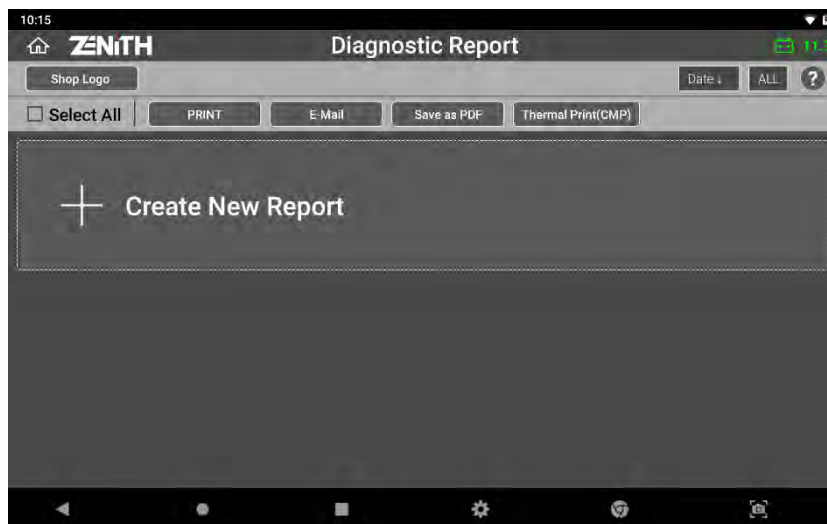 10:15
ZENITH Diagnostic Report 11.
Shop Logo Date↓ ALL ?
Select All PRINT E-Mail Save as PDF Thermal Print(CMP)
Create New Report